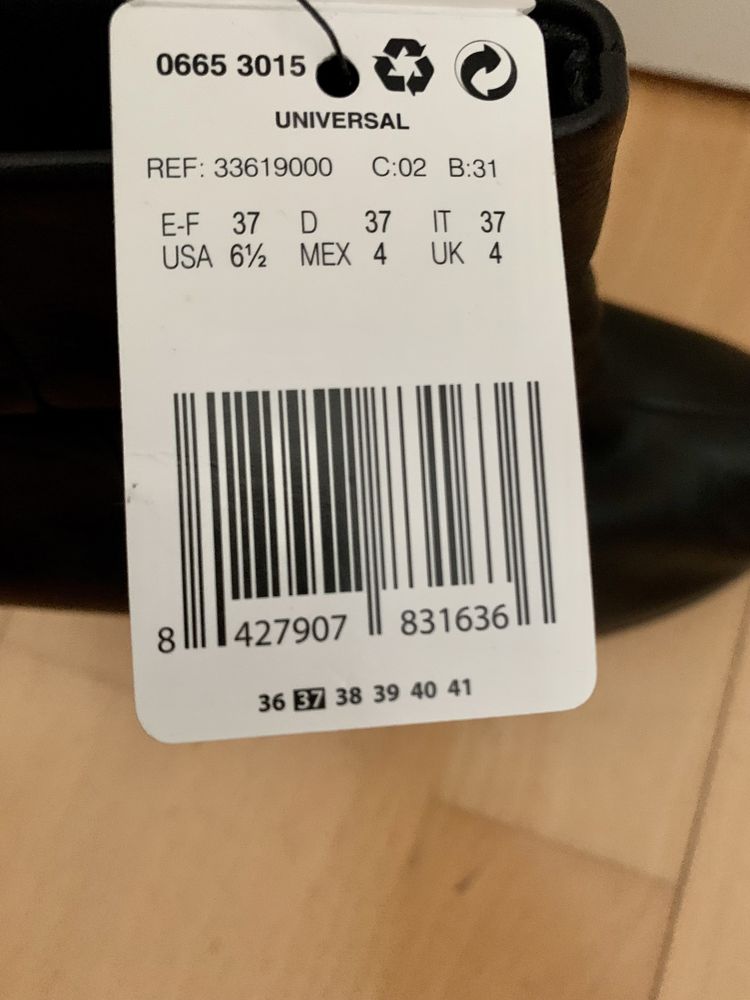 0665 3015
UNIVERSAL
REF: 33619000 C:02 B:31
E-F 37 D 37 IT 37
USA 6½ MEX 4 UK 4
8 427907 831636
36 37 38 39 40 41